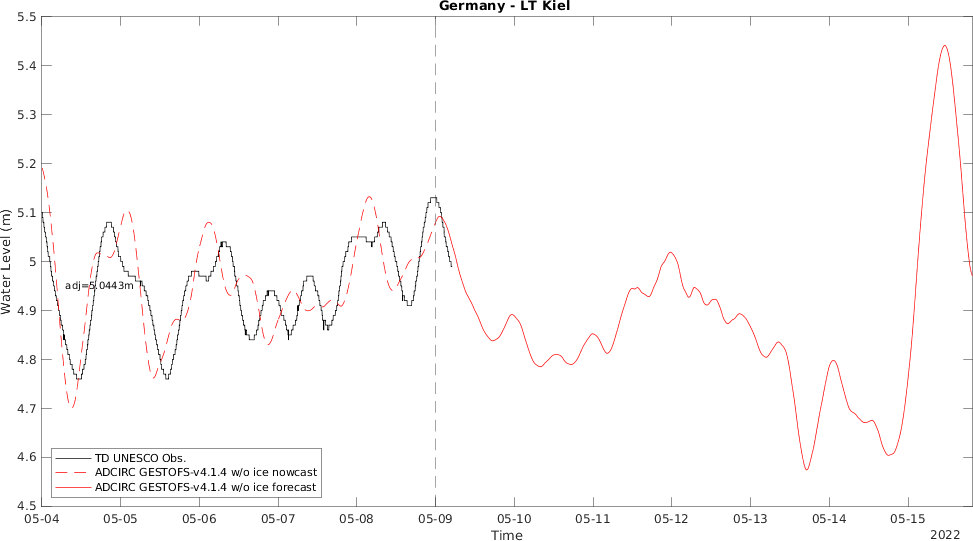 Germany - LT Kiel
5.5
5.4
5.3
5.2
5.1
5
4.9
4.8
4.7
4.6
4.5
Water Level (m)
adj=5.0443m
TD UNESCO Obs.
ADCIRC GESTOFS-v4.1.4 w/o ice nowcast
ADCIRC GESTOFS-v4.1.4 w/o ice forecast
05-04 05-05 05-06 05-07 05-08 05-09 05-10 05-11 05-12 05-13 05-14 05-15
Time
2022